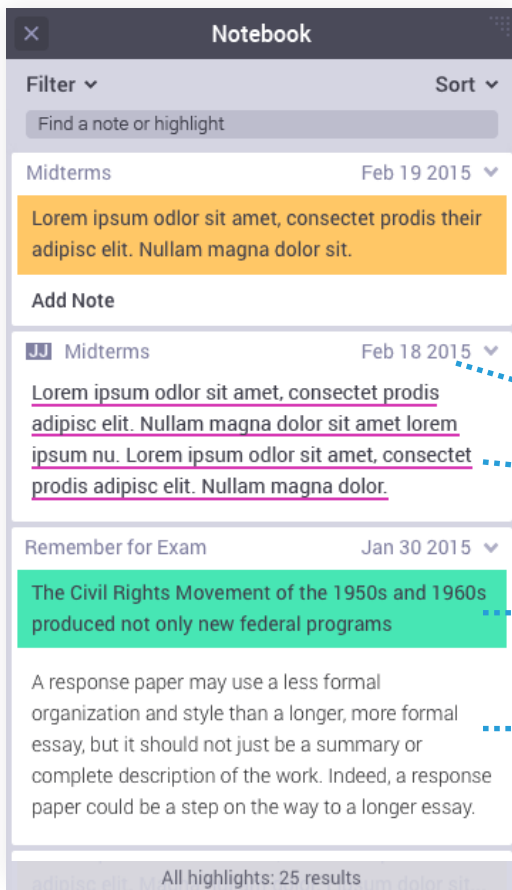 Notebook
Filter Sort
Find a note or highlight
Midterms Feb 19 2015
Lorem ipsum odlor sit amet, consectet prodis their
adipisc elit. Nullam magna dolor sit.
Add Note
JJ Midterms Feb 18 2015
Lorem ipsum odlor sit amet, consectet prodis
adipisc elit. Nullam magna dolor sit amet lorem
ipsum nu. Lorem ipsum odlor sit amet, consectet
prodis adipisc elit. Nullam magna dolor.
Remember for Exam Jan 30 2015
The Civil Rights Movement of the 1950s and 1960s
produced not only new federal programs
A response paper may use a less formal
organization and style than a longer, more formal
essay, but it should not just be a summary or
complete description of the work. Indeed, a response
paper could be a step on the way to a longer essay.
All highlights: 25 results